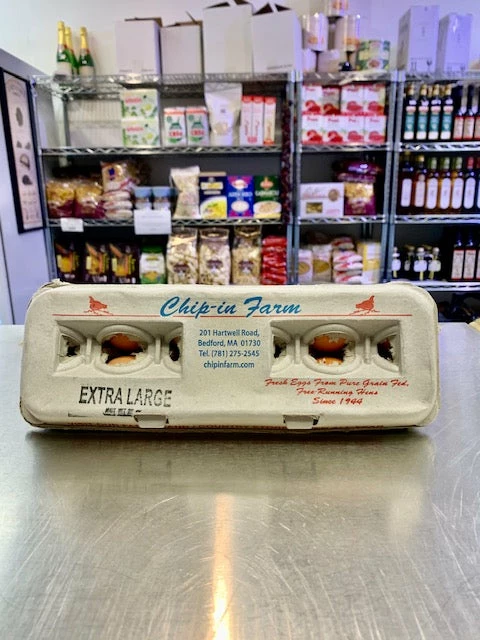 Chip-in Farm
201 Hartwell Road,
Bedford, MA 01730
Tel. (781) 275-2545
chipinfarm.com
EXTRA LARGE
Fresh Eggs From Pure Grain Fed,
Free Running Hens
Since 1944